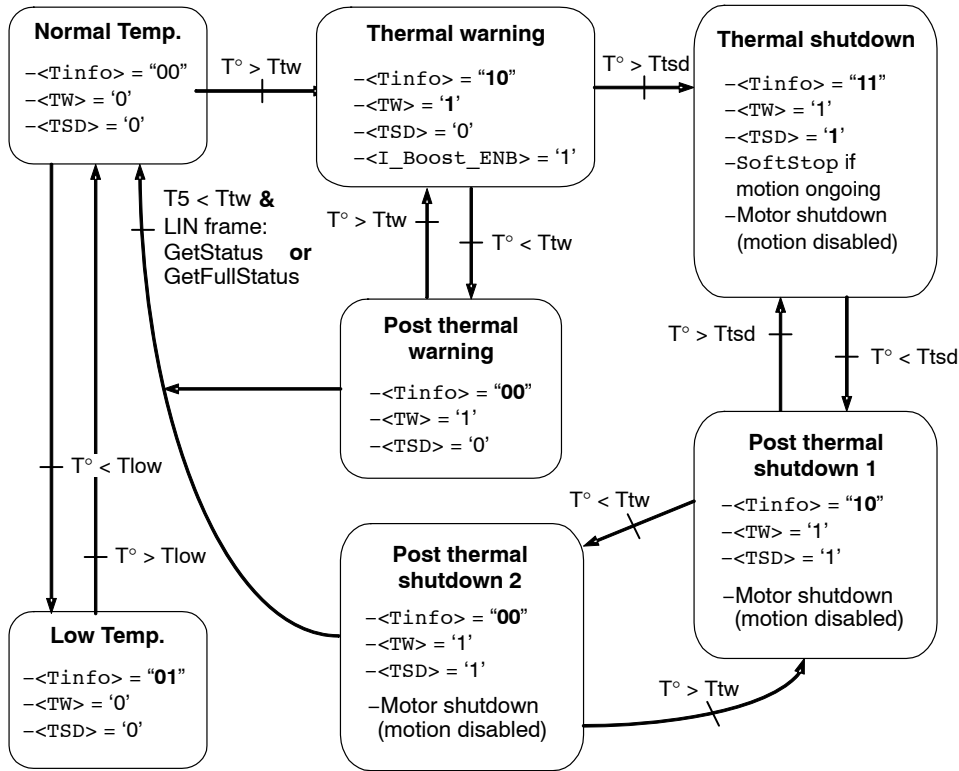 Normal Temp.
–<Tinfo> = “00”
–<TW> = ‘0’
–<TSD> = ‘0’
T° > Ttw
Thermal warning
–<Tinfo> = “10”
–<TW> = ‘1’
–<TSD> = ‘0’
–<I_Boost_ENB> = ‘1’
T° > Ttsd
Thermal shutdown
–<Tinfo> = “11”
–<TW> = ‘1’
–<TSD> = ‘1’
–SoftStop if
motion ongoing
–Motor shutdown
(motion disabled)
T5 < Ttw &
LIN frame:
GetStatus or
GetFullStatus
T° > Ttw
T° < Ttw
Post thermal
warning
–<Tinfo> = “00”
–<TW> = ‘1’
–<TSD> = ‘0’
T° > Ttsd
T° < Ttsd
Post thermal
shutdown 1
–<Tinfo> = “10”
–<TW> = ‘1’
–<TSD> = ‘1’
–Motor shutdown
(motion disabled)
T° < Tlow
T° > Tlow
T° < Ttw
Post thermal
shutdown 2
–<Tinfo> = “00”
–<TW> = ‘1’
–<TSD> = ‘1’
–Motor shutdown
(motion disabled)
T° > Ttw
Low Temp.
–<Tinfo> = “01”
–<TW> = ‘0’
–<TSD> = ‘0’